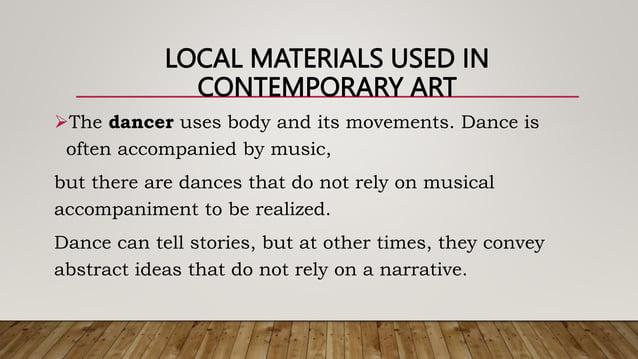 LOCAL MATERIALS USED IN
CONTEMPORARY ART
➢The dancer uses body and its movements. Dance is
often accompanied by music,
but there are dances that do not rely on musical
accompaniment to be realized.
Dance can tell stories, but at other times, they convey
abstract ideas that do not rely on a narrative.